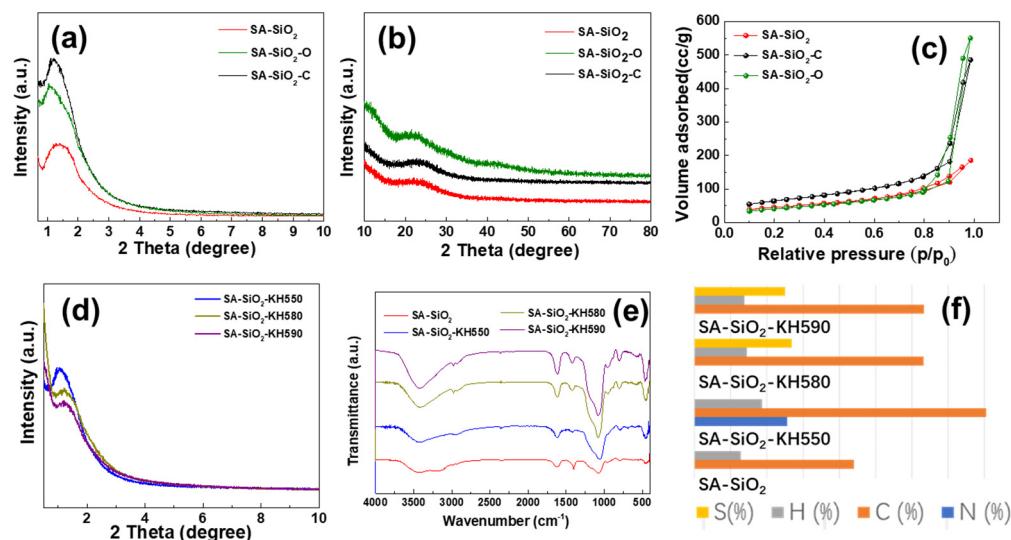 (a)
SA-SiO₂
SA-SiO₂-O
SA-SiO₂-C
Intensity (a.u.)
1 2 3 4 5 6 7 8 9 10
2 Theta (degree)
(b)
SA-SiO₂
SA-SiO₂-O
SA-SiO₂-C
Intensity (a.u.)
10 20 30 40 50 60 70 80
2 Theta (degree)
(c)
SA-SiO₂
SA-SiO₂-C
SA-SiO₂-O
Volume adsorbed(cc/g)
600
500
400
300
200
100
0
0.0 0.2 0.4 0.6 0.8 1.0
Relative pressure (p/p₀)
(d)
SA-SiO₂-KH550
SA-SiO₂-KH580
SA-SiO₂-KH590
Intensity (a.u.)
2 4 6 8 10
2 Theta (degree)
(e)
SA-SiO₂
SA-SiO₂-KH550
SA-SiO₂-KH580
SA-SiO₂-KH590
Transmittance (a.u.)
4000 3500 3000 2500 2000 1500 1000 500
Wavenumber (cm⁻¹)
(f)
SA-SiO₂-KH590
SA-SiO₂-KH580
SA-SiO₂-KH550
SA-SiO₂
S(%) H (%) C (%) N (%)